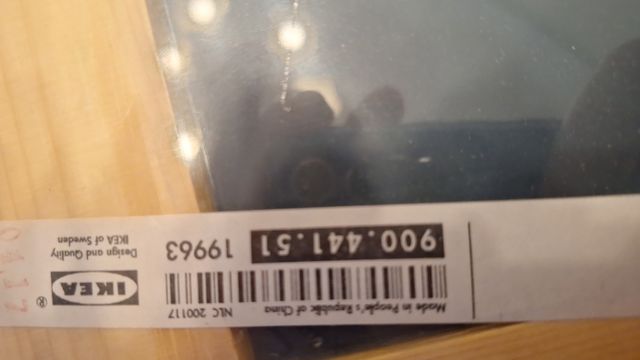 Made in People's Republic of China NLC 200117
900.441.51 19963
IKEA ®
Design and Quality
IKEA of Sweden